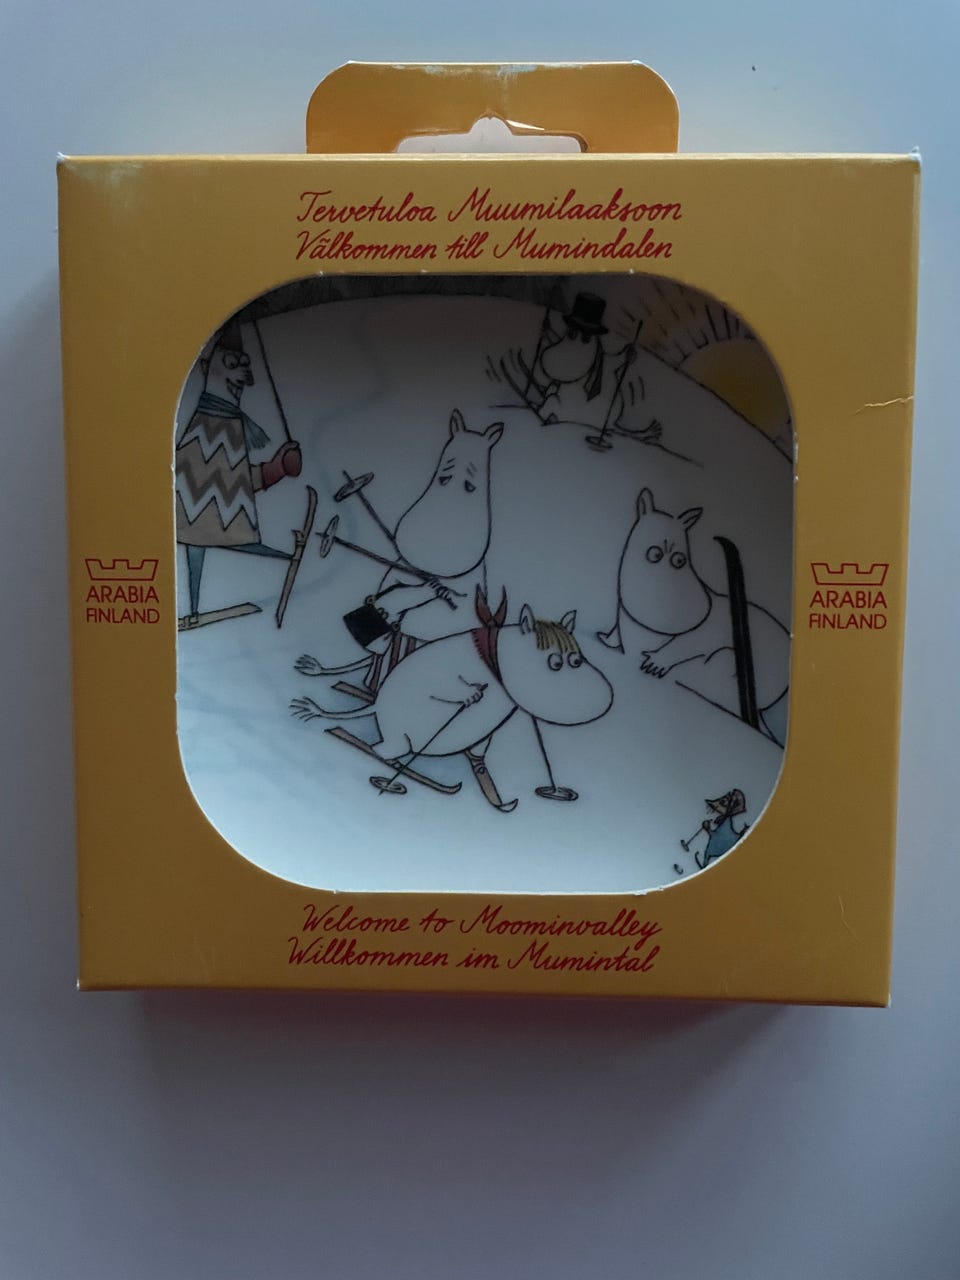 Tervetuloa Muumilaaksoon
Välkommen till Mumindalen
ARABIA
FINLAND
ARABIA
FINLAND
Welcome to Moominvalley
Willkommen im Mumintal